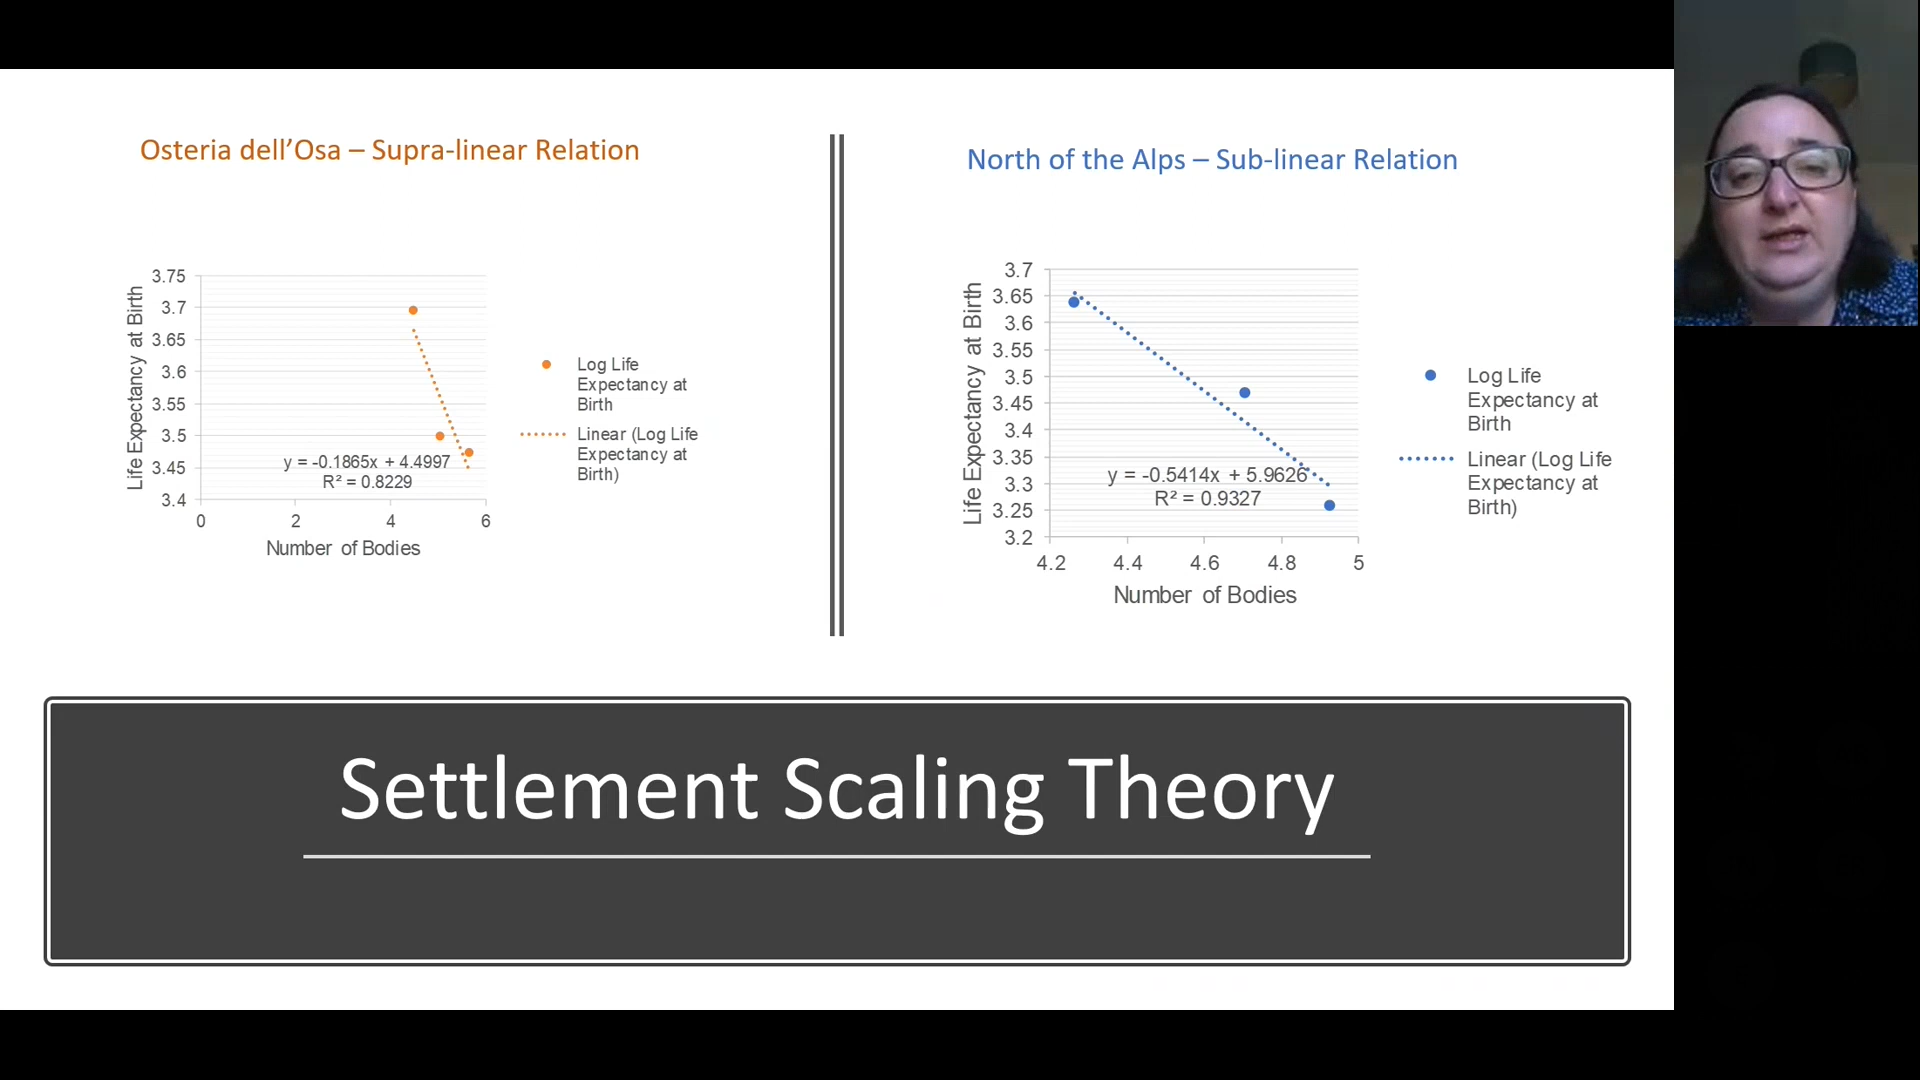 Osteria dell’Osa – Supra-linear Relation
3.75
3.7
3.65
3.6
3.55
3.5
3.45
3.4
Life Expectancy at Birth
0
2
4
6
Number of Bodies
y = -0.1865x + 4.4997
R² = 0.8229
Log Life
Expectancy at
Birth
Linear (Log Life
Expectancy at
Birth)
North of the Alps – Sub-linear Relation
3.7
3.65
3.6
3.55
3.5
3.45
3.4
3.35
3.3
3.25
3.2
Life Expectancy at Birth
4.2
4.4
4.6
4.8
5
Number of Bodies
y = -0.5414x + 5.9626
R² = 0.9327
Log Life
Expectancy at
Birth
Linear (Log Life
Expectancy at
Birth)
Settlement Scaling Theory